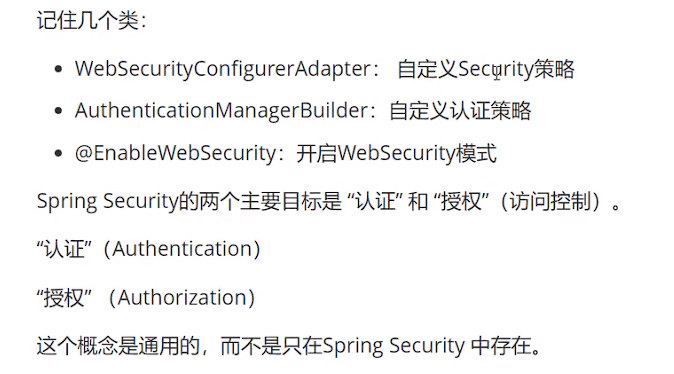 记住几个类：
• WebSecurityConfigurerAdapter： 自定义Security策略
• AuthenticationManagerBuilder：自定义认证策略
• @EnableWebSecurity：开启WebSecurity模式
Spring Security的两个主要目标是 “认证” 和 “授权”（访问控制）。
“认证”（Authentication）
“授权” （Authorization）
这个概念是通用的，而不是只在Spring Security 中存在。